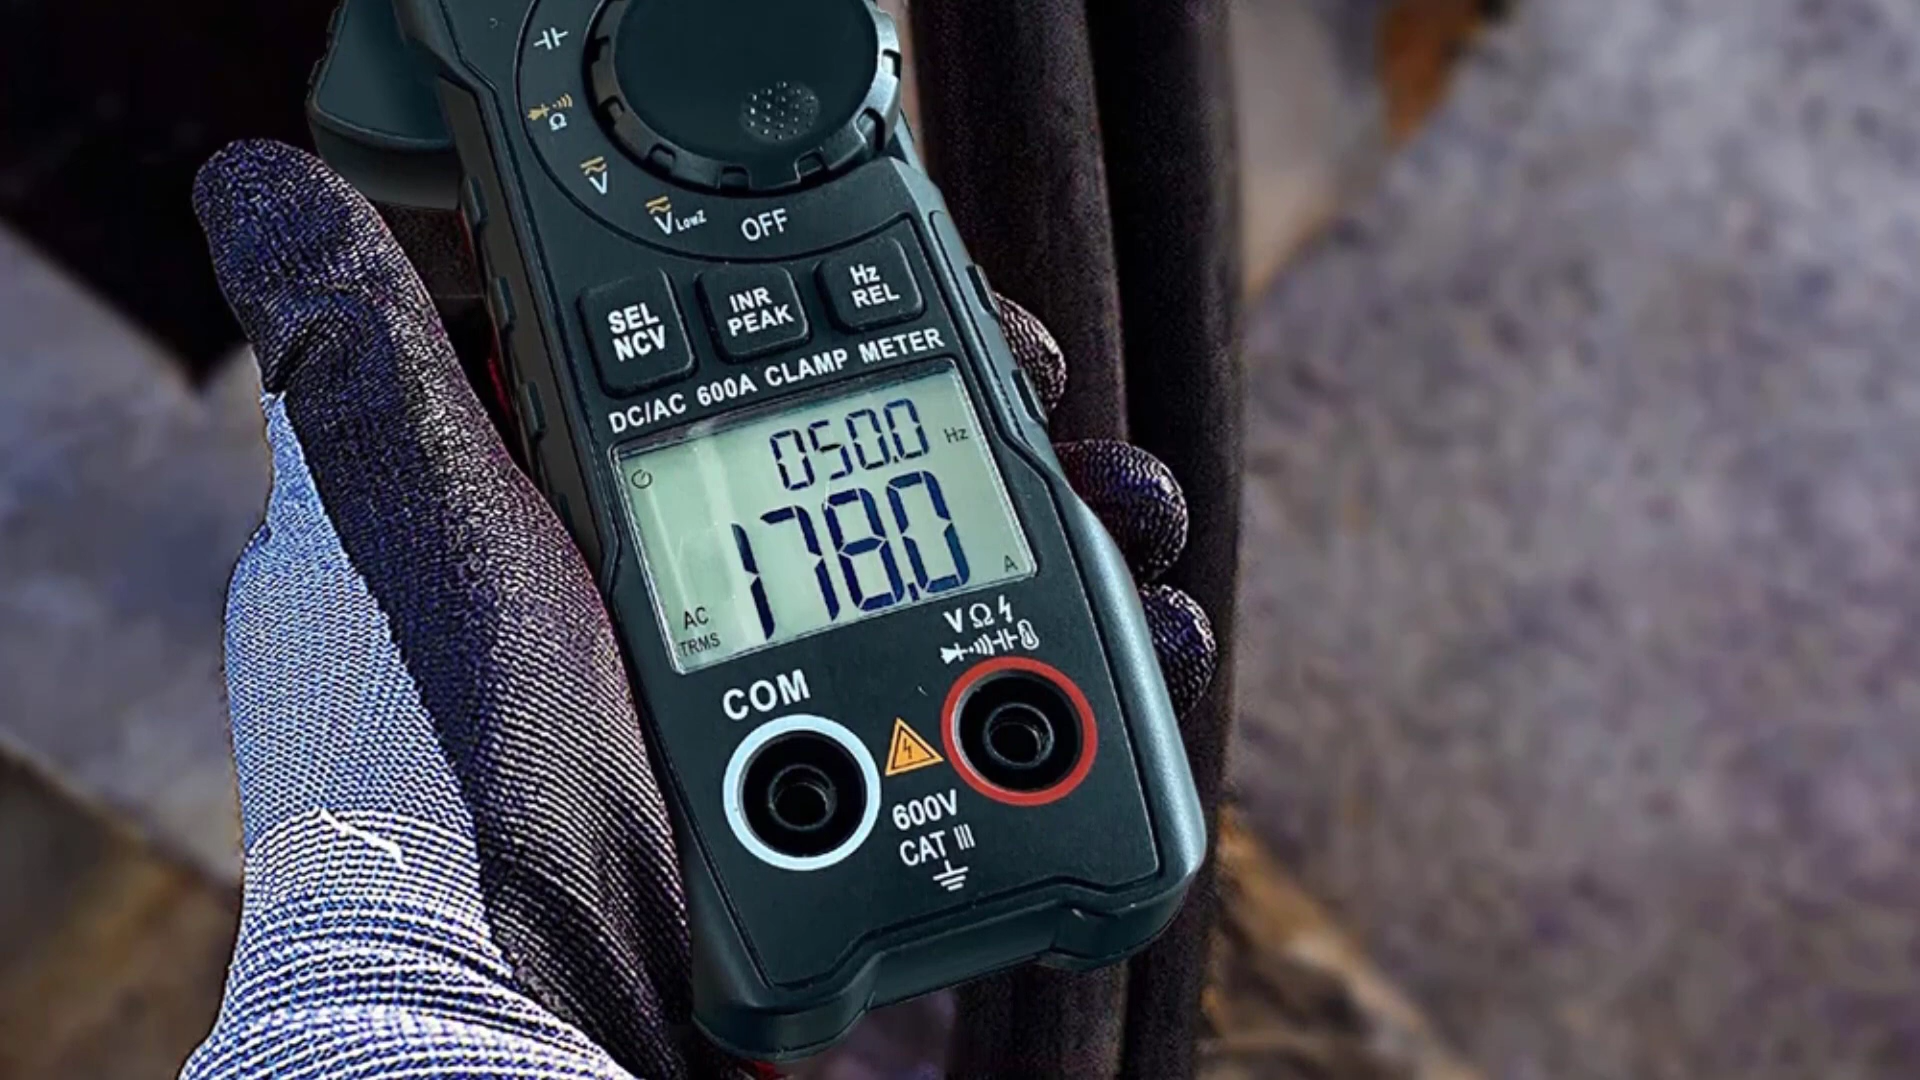 Ω
V
VLowZ
OFF
SEL
NCV
INR
PEAK
Hz
REL
DC/AC 600A CLAMP METER
050.0 Hz
178.0 A
AC
TRMS
VΩ
COM
600V
CAT III